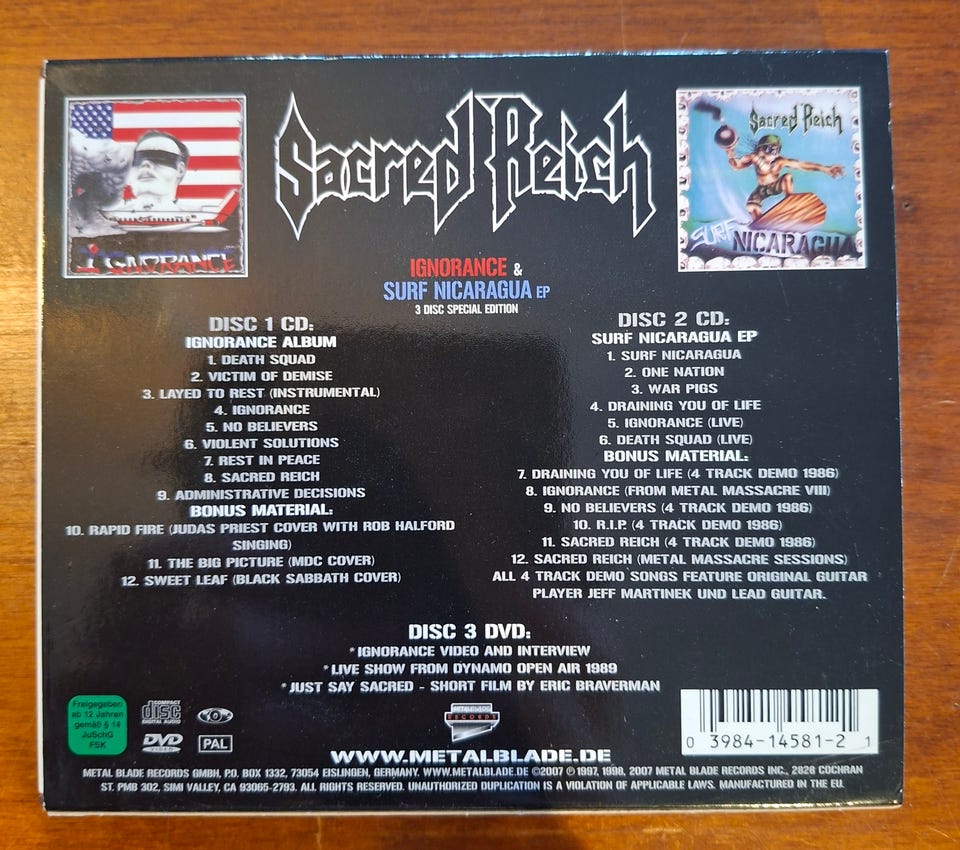 Sacred Reich
IGNORANCE
Sacred Reich
SURF NICARAGUA
IGNORANCE &
SURF NICARAGUA EP
3 DISC SPECIAL EDITION
DISC 1 CD:
IGNORANCE ALBUM
1. DEATH SQUAD
2. VICTIM OF DEMISE
3. LAYED TO REST (INSTRUMENTAL)
4. IGNORANCE
5. NO BELIEVERS
6. VIOLENT SOLUTIONS
7. REST IN PEACE
8. SACRED REICH
9. ADMINISTRATIVE DECISIONS
BONUS MATERIAL:
10. RAPID FIRE (JUDAS PRIEST COVER WITH ROB HALFORD
SINGING)
11. THE BIG PICTURE (MDC COVER)
12. SWEET LEAF (BLACK SABBATH COVER)
DISC 2 CD:
SURF NICARAGUA EP
1. SURF NICARAGUA
2. ONE NATION
3. WAR PIGS
4. DRAINING YOU OF LIFE
5. IGNORANCE (LIVE)
6. DEATH SQUAD (LIVE)
BONUS MATERIAL:
7. DRAINING YOU OF LIFE (4 TRACK DEMO 1986)
8. IGNORANCE (FROM METAL MASSACRE VIII)
9. NO BELIEVERS (4 TRACK DEMO 1986)
10. R.I.P. (4 TRACK DEMO 1986)
11. SACRED REICH (4 TRACK DEMO 1986)
12. SACRED REICH (METAL MASSACRE SESSIONS)
ALL 4 TRACK DEMO SONGS FEATURE ORIGINAL GUITAR
PLAYER JEFF MARTINEK UND LEAD GUITAR.
DISC 3 DVD:
*IGNORANCE VIDEO AND INTERVIEW
*LIVE SHOW FROM DYNAMO OPEN AIR 1989
*JUST SAY SACRED - SHORT FILM BY ERIC BRAVERMAN
Freigegeben
ab 12 Jahren
gemäß § 14
JuSchG
FSK
COMPACT
disc
DIGITAL AUDIO
DVD
VIDEO
0
PAL
METALBLADE
RECORDS
WWW.METALBLADE.DE
0 3984-14581-2 1
METAL BLADE RECORDS GMBH, P.O. BOX 1332, 73054 EISLINGEN, GERMANY. WWW.METALBLADE.DE ©2007 ℗ 1997, 1998, 2007 METAL BLADE RECORDS INC., 2828 COCHRAN
ST. PMB 302, SIMI VALLEY, CA 93065-2793. ALL RIGHTS RESERVED. UNAUTHORIZED DUPLICATION IS A VIOLATION OF APPLICABLE LAWS. MANUFACTURED IN THE EU.